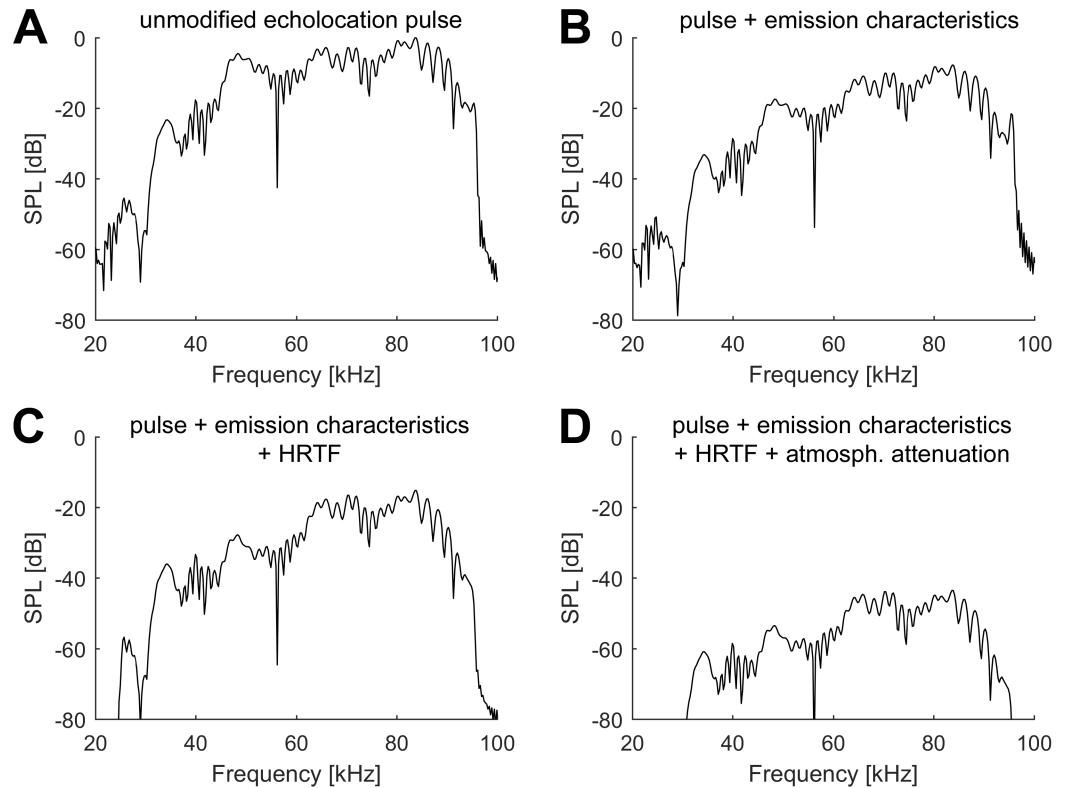 A
unmodified echolocation pulse
0
-20
-40
-60
-80
SPL [dB]
20
40
60
80
100
Frequency [kHz]
B
pulse + emission characteristics
0
-20
-40
-60
-80
SPL [dB]
20
40
60
80
100
Frequency [kHz]
C
pulse + emission characteristics
+ HRTF
0
-20
-40
-60
-80
SPL [dB]
20
40
60
80
100
Frequency [kHz]
D
pulse + emission characteristics
+ HRTF + atmosph. attenuation
0
-20
-40
-60
-80
SPL [dB]
20
40
60
80
100
Frequency [kHz]